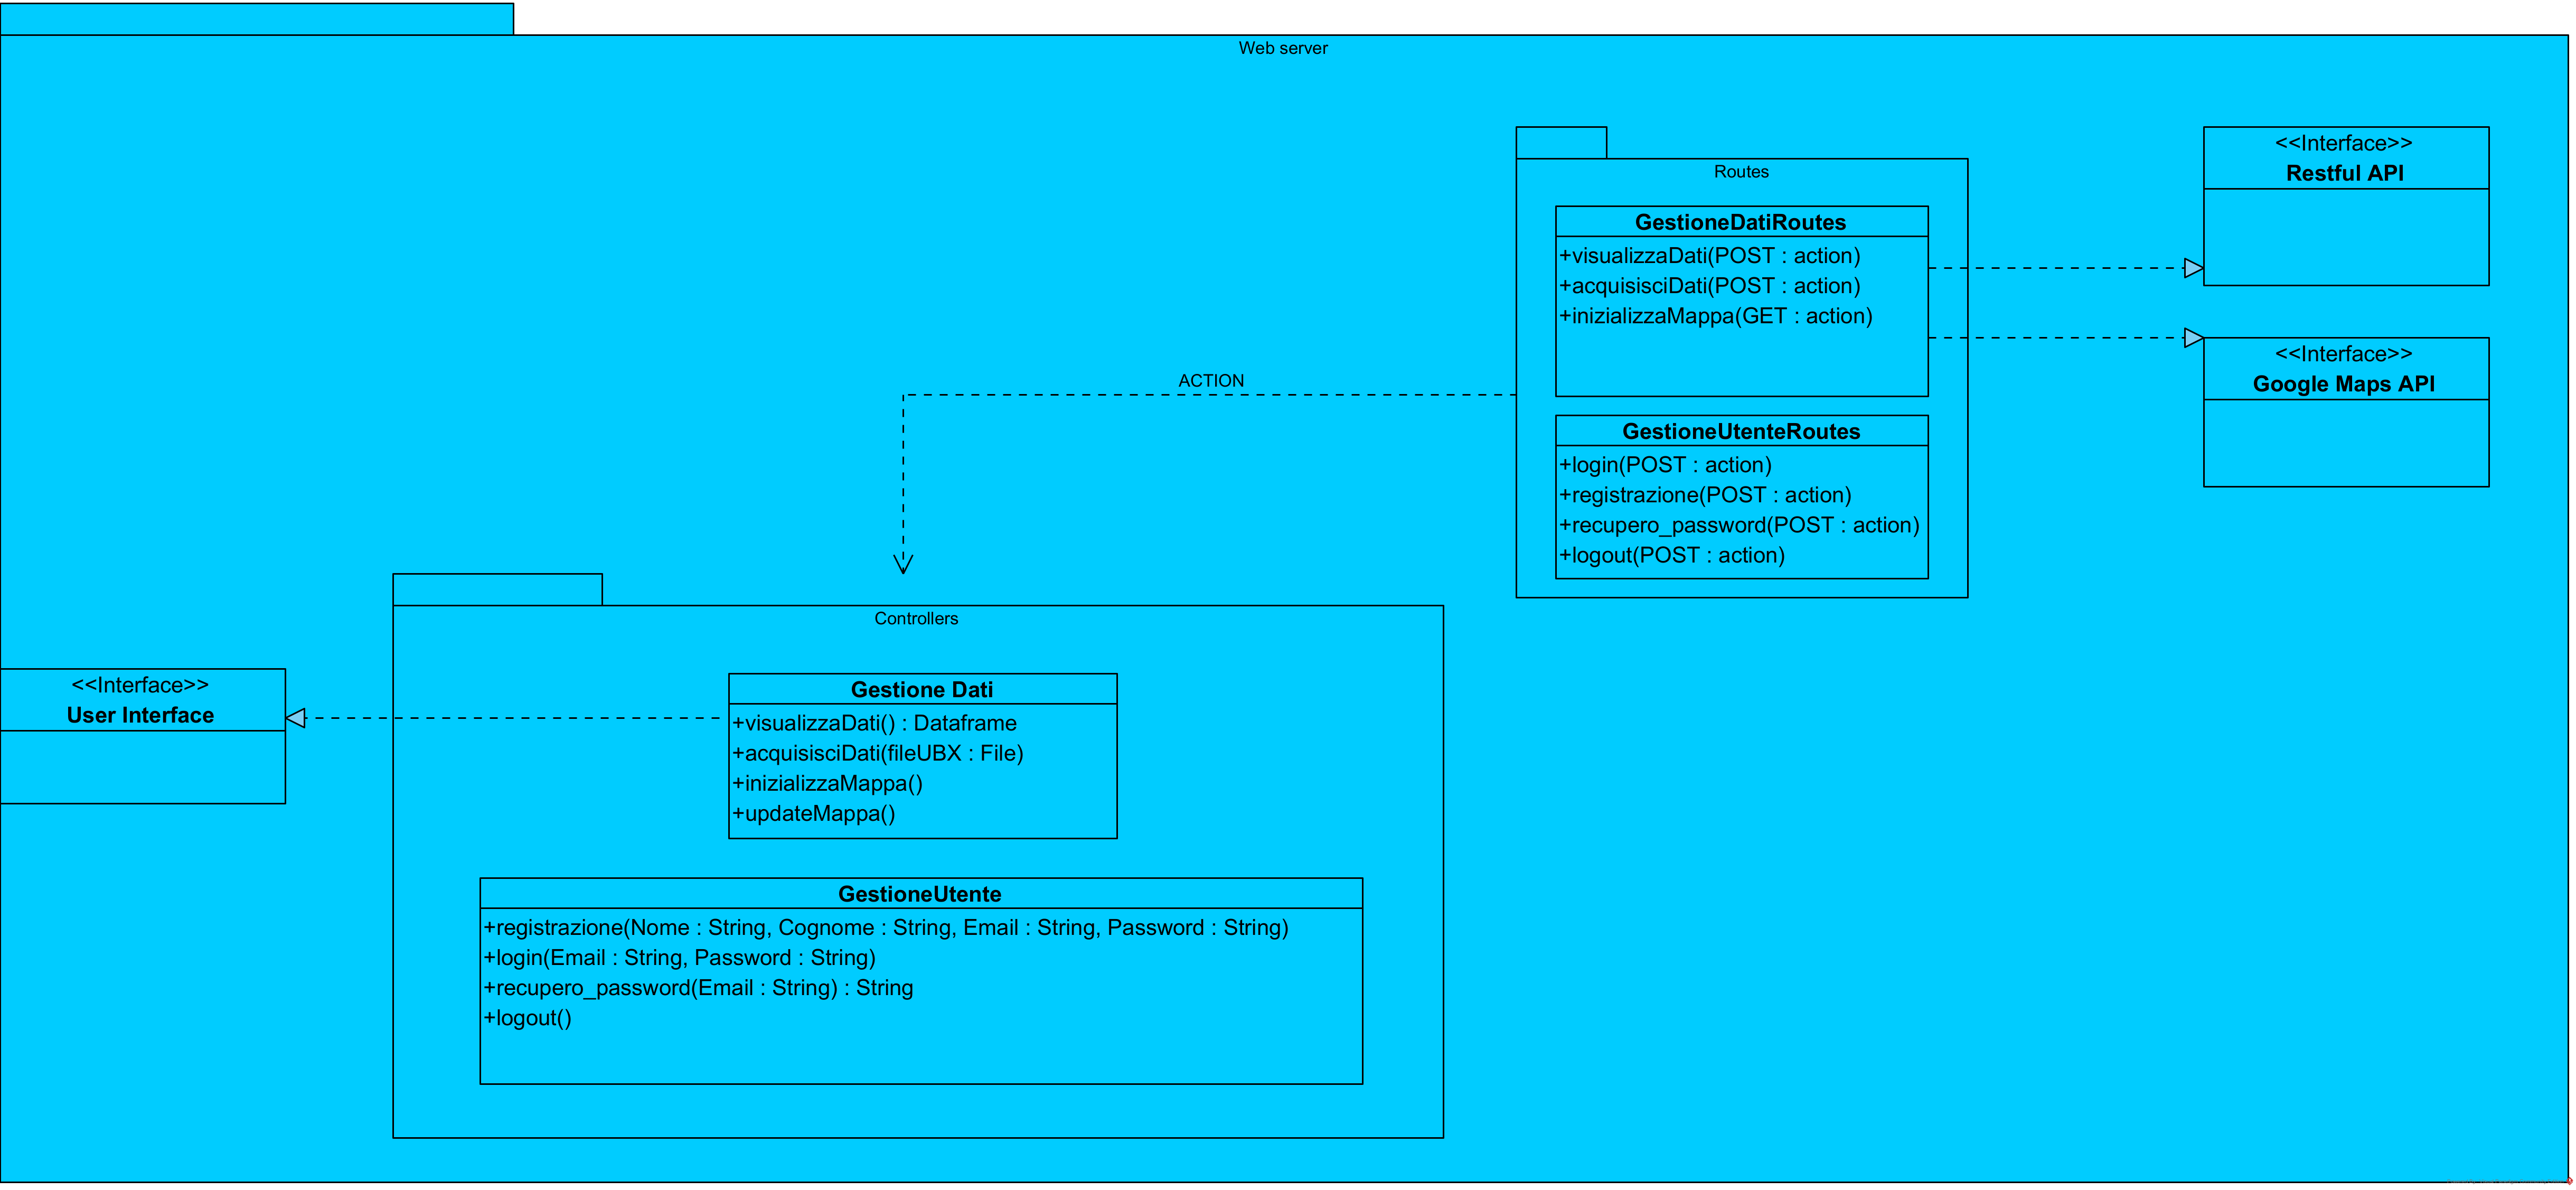 Web server
Routes
GestioneDatiRoutes
+visualizzaDati(POST : action)
+acquisisciDati(POST : action)
+inizializzaMappa(GET : action)
GestioneUtenteRoutes
+login(POST : action)
+registrazione(POST : action)
+recupero_password(POST : action)
+logout(POST : action)
<<Interface>>
Restful API
<<Interface>>
Google Maps API
ACTION
<<Interface>>
User Interface
Controllers
Gestione Dati
+visualizzaDati() : Dataframe
+acquisisciDati(fileUBX : File)
+inizializzaMappa()
+updateMappa()
GestioneUtente
+registrazione(Nome : String, Cognome : String, Email : String, Password : String)
+login(Email : String, Password : String)
+recupero_password(Email : String) : String
+logout()